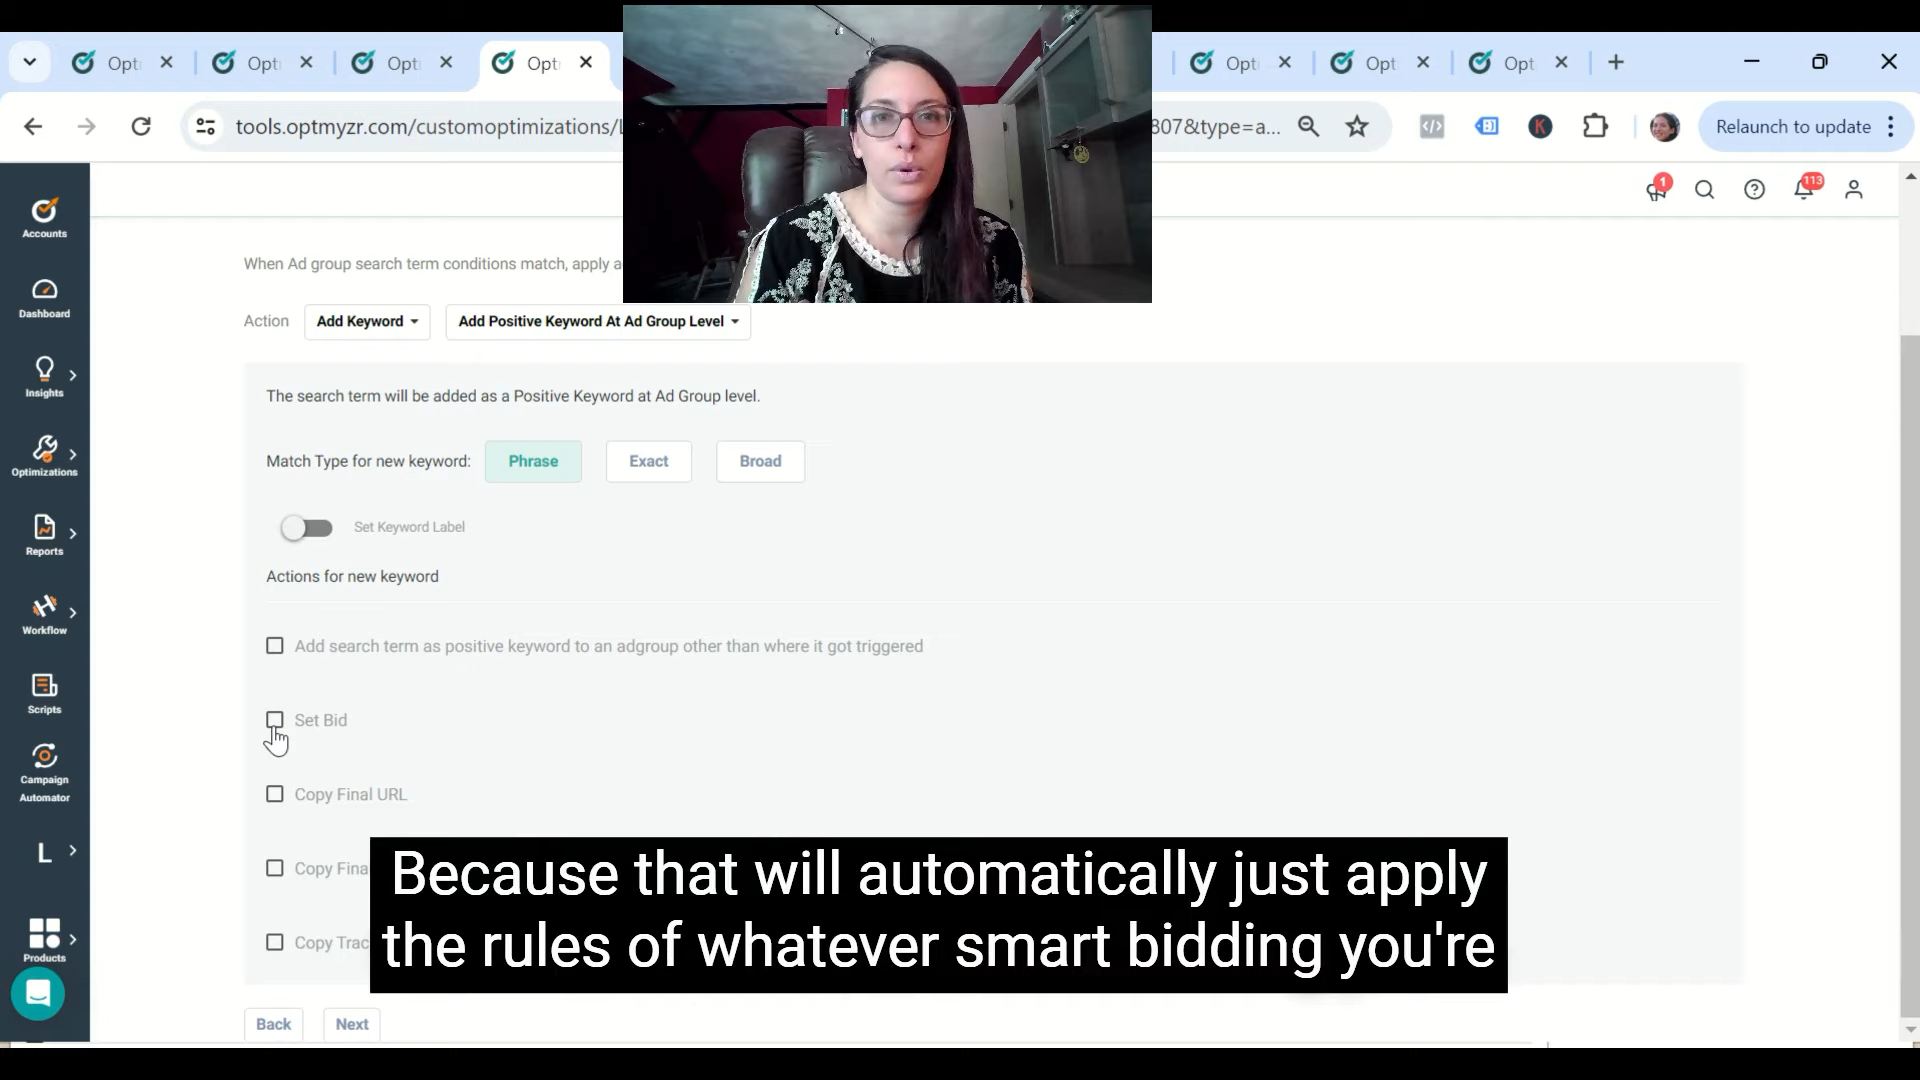 Opt
Opt
Opt
Opt
Opt
Opt
Opt
tools.optmyzr.com/customoptimizations/
807&type=a...
K
Relaunch to update
1
113
Accounts
Dashboard
Insights
Optimizations
Reports
Workflow
Scripts
Campaign
Automator
L
Products
When Ad group search term conditions match, apply a
Action
Add Keyword
Add Positive Keyword At Ad Group Level
The search term will be added as a Positive Keyword at Ad Group level.
Match Type for new keyword:
Phrase
Exact
Broad
Set Keyword Label
Actions for new keyword
Add search term as positive keyword to an adgroup other than where it got triggered
Set Bid
Copy Final URL
Copy Fina
Copy Trac
Because that will automatically just apply
the rules of whatever smart bidding you're
Back
Next